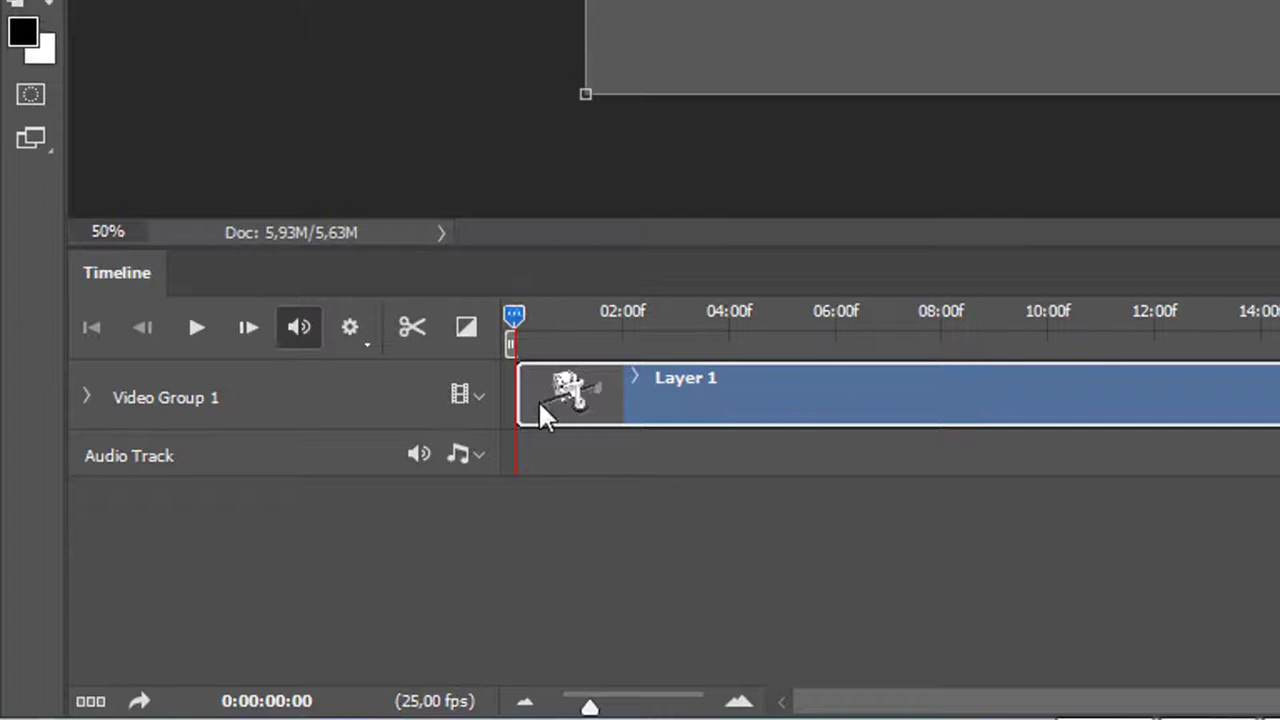 50% Doc: 5,93M/5,63M
Timeline
02:00f 04:00f 06:00f 08:00f 10:00f 12:00f 14:00
Layer 1
Video Group 1
Audio Track
0:00:00:00 (25,00 fps)